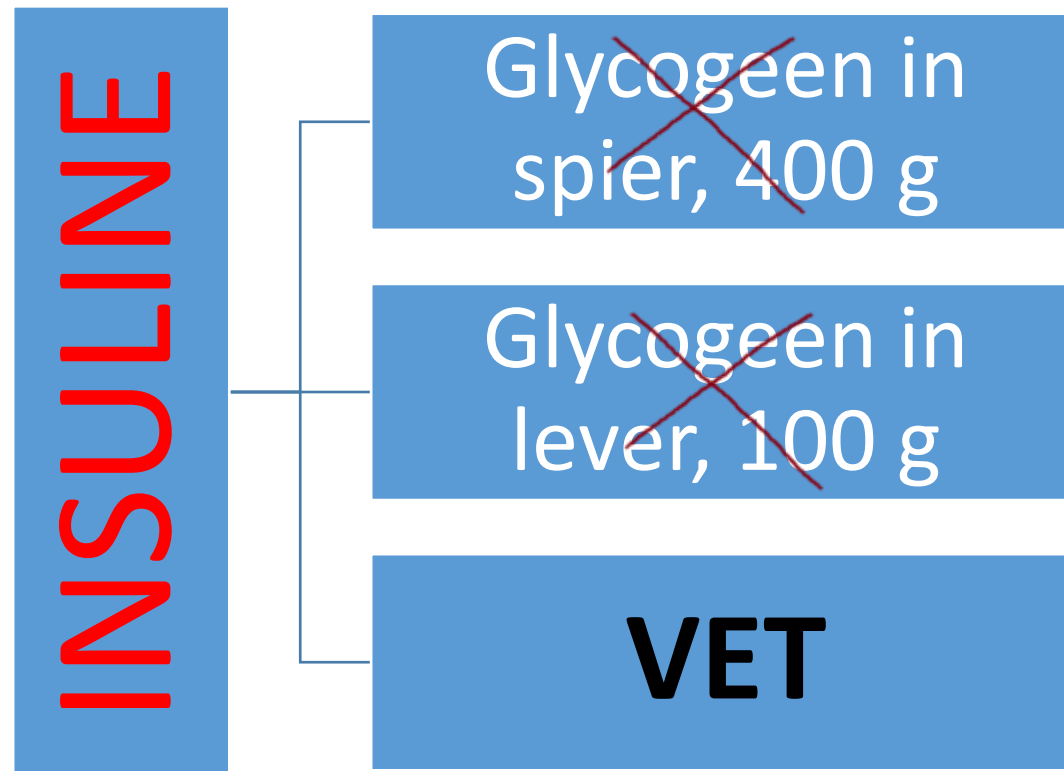 INSULINE
Glycogeen in
spier, 400 g
Glycogeen in
lever, 100 g
VET